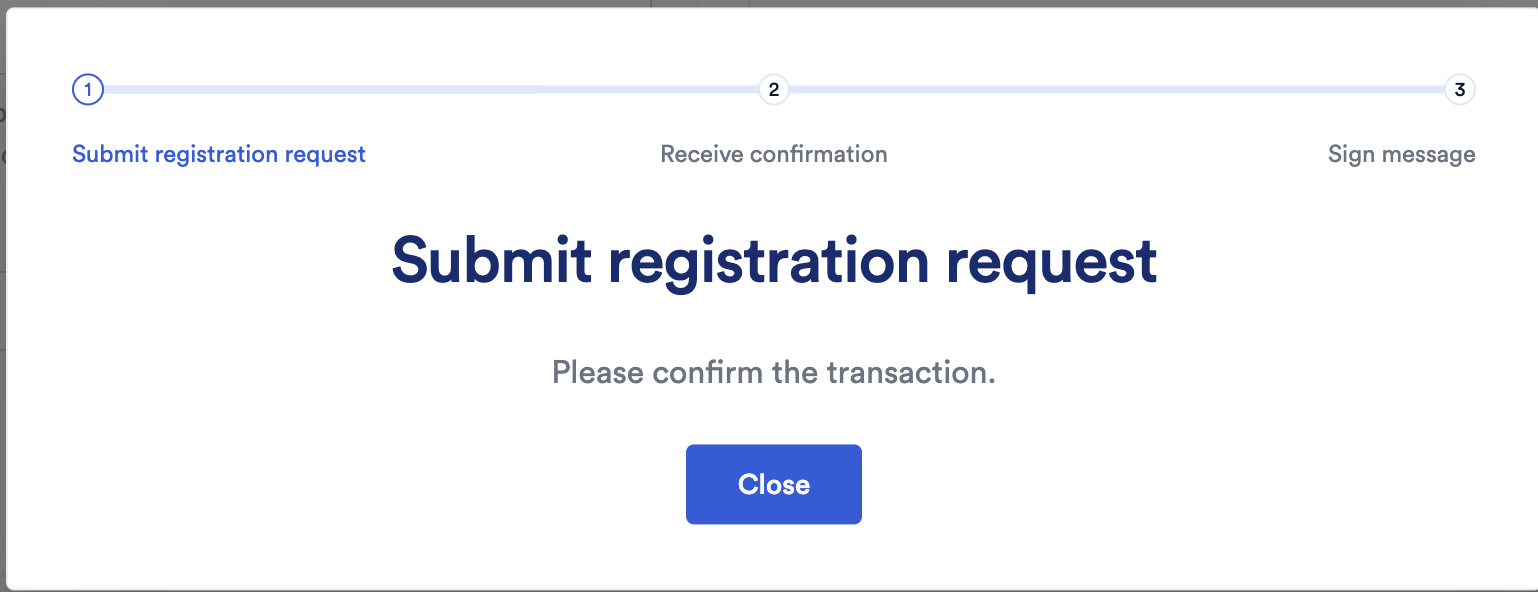 1
2
3
Submit registration request
Receive confirmation
Sign message
Submit registration request
Please confirm the transaction.
Close